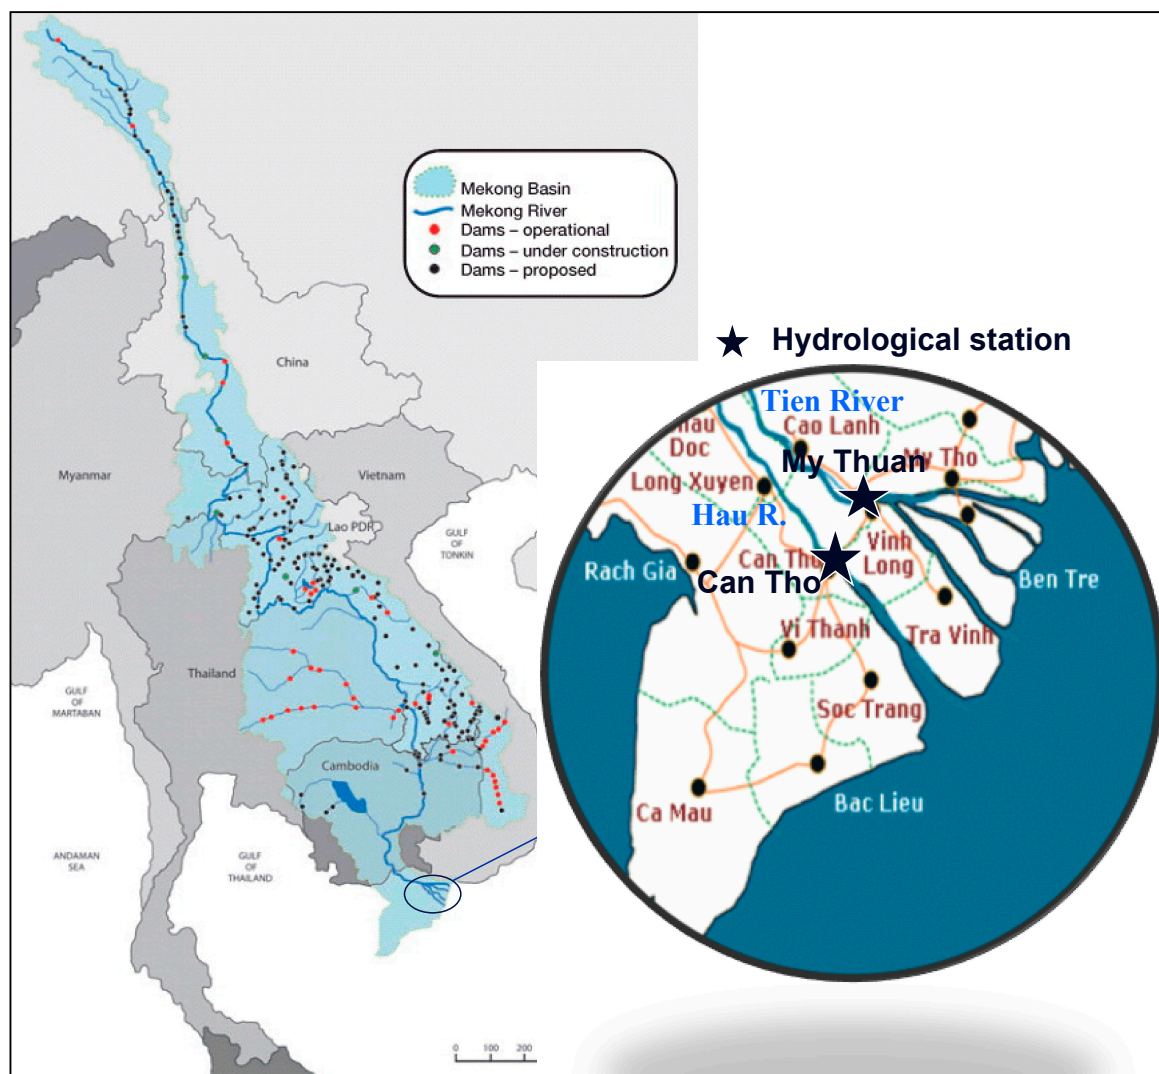 Mekong Basin
Mekong River
Dams – operational
Dams – under construction
Dams – proposed
China
Myanmar
Vietnam
Lao PDR
GULF
OF
TONKIN
Thailand
GULF
OF
MARTABAN
Cambodia
ANDAMAN
SEA
GULF
OF
THAILAND
0 100 200
Hydrological station
Tien River
Cao Lanh
Doc
My Thuan
My Tho
Long Xuyen
Hau R.
Vinh
Long
Can Tho
Rach Gia
Can Tho
Ben Tre
Vi Thanh
Tra Vinh
Soc Trang
Ca Mau
Bac Lieu